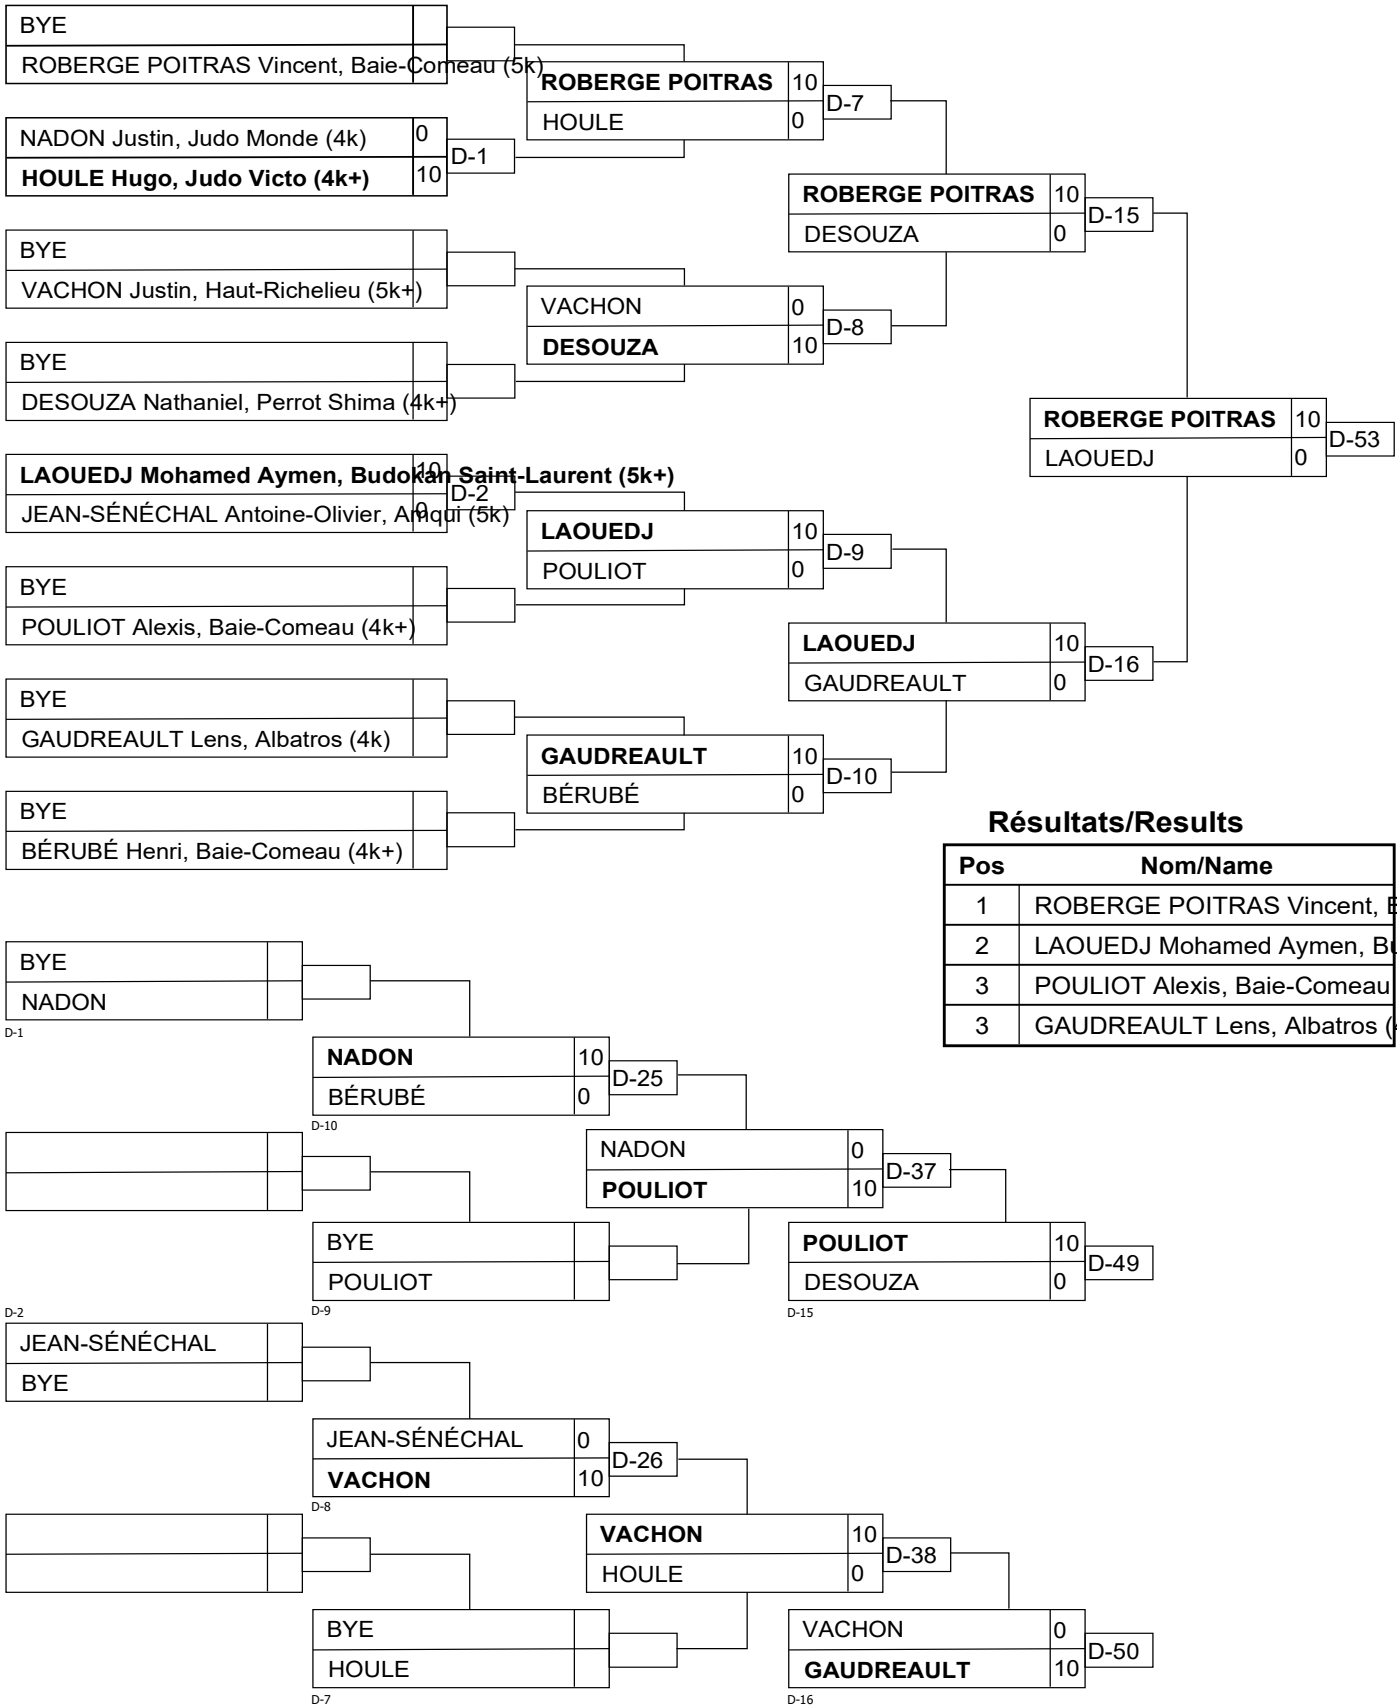 BYE
ROBERGE POITRAS Vincent, Baie-Comeau (5k)
ROBERGE POITRAS 10
HOULE 0
D-7
NADON Justin, Judo Monde (4k) 0
HOULE Hugo, Judo Victo (4k+) 10
D-1
ROBERGE POITRAS 10
DESOUZA 0
D-15
BYE
VACHON Justin, Haut-Richelieu (5k+)
VACHON 0
DESOUZA 10
D-8
BYE
DESOUZA Nathaniel, Perrot Shima (4k+)
ROBERGE POITRAS 10
LAOUEDJ 0
D-53
LAOUEDJ Mohamed Aymen, Budokan Saint-Laurent (5k+) 10
JEAN-SÉNÉCHAL Antoine-Olivier, Amqui (5k) 0
D-2
LAOUEDJ 10
POULIOT 0
D-9
BYE
POULIOT Alexis, Baie-Comeau (4k+)
LAOUEDJ 10
GAUDREAULT 0
D-16
BYE
GAUDREAULT Lens, Albatros (4k)
GAUDREAULT 10
BÉRUBÉ 0
D-10
BYE
BÉRUBÉ Henri, Baie-Comeau (4k+)
Résultats/Results
Pos Nom/Name
1 ROBERGE POITRAS Vincent,
2 LAOUEDJ Mohamed Aymen,
3 POULIOT Alexis, Baie-Comeau
3 GAUDREAULT Lens, Albatros
BYE
NADON
D-1
NADON 10
BÉRUBÉ 0
D-25
D-10
NADON 0
POULIOT 10
D-37
BYE
POULIOT
D-9
POULIOT 10
DESOUZA 0
D-49
D-15
D-2
JEAN-SÉNÉCHAL
BYE
JEAN-SÉNÉCHAL 0
VACHON 10
D-26
D-8
VACHON 10
HOULE 0
D-38
BYE
HOULE
D-7
VACHON 0
GAUDREAULT 10
D-50
D-16